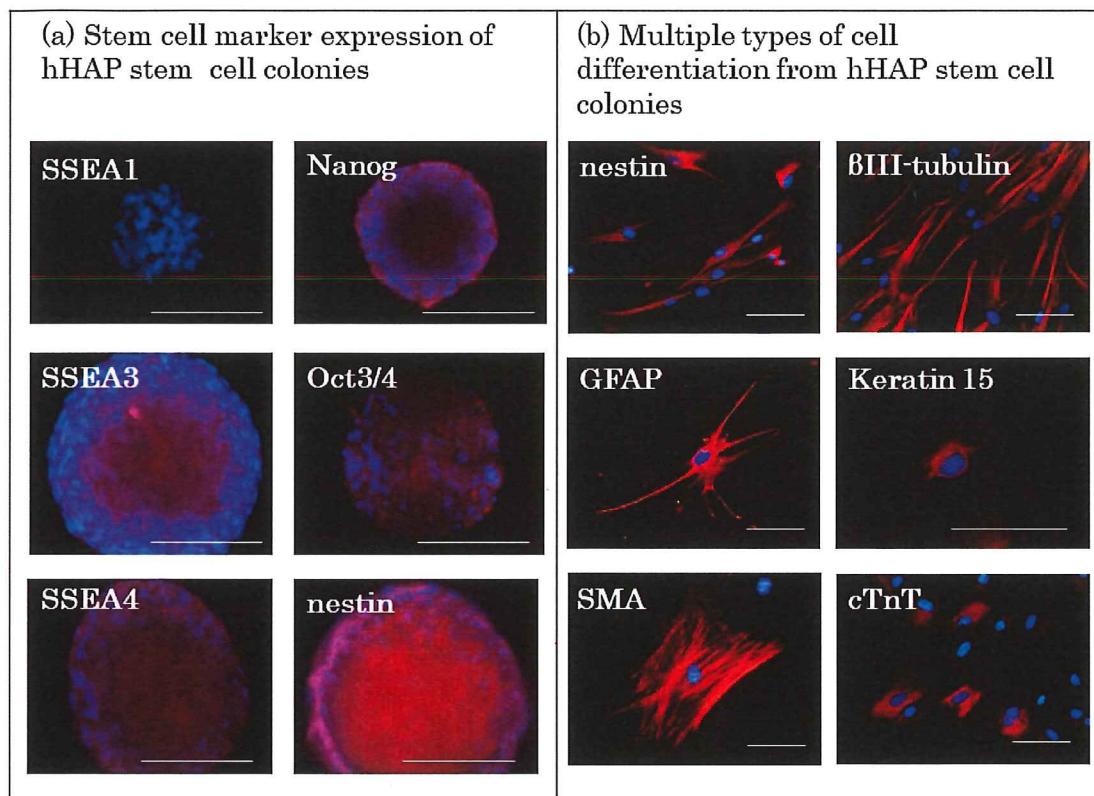 (a) Stem cell marker expression of
hHAP stem cell colonies
SSEA1
Nanog
SSEA3
Oct3/4
SSEA4
nestin
(b) Multiple types of cell
differentiation from hHAP stem cell
colonies
nestin
βIII-tubulin
GFAP
Keratin 15
SMA
cTnT